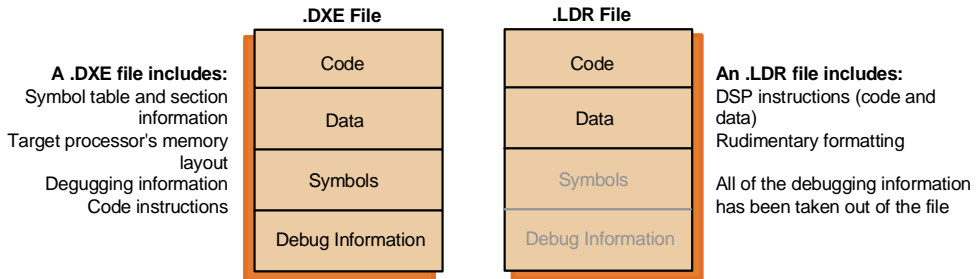 .DXE File
A .DXE file includes:
Symbol table and section
information
Target processor's memory
layout
Degugging information
Code instructions
Code
Data
Symbols
Debug Information
.LDR File
Code
Data
Symbols
Debug Information
An .LDR file includes:
DSP instructions (code and
data)
Rudimentary formatting
All of the debugging information
has been taken out of the file